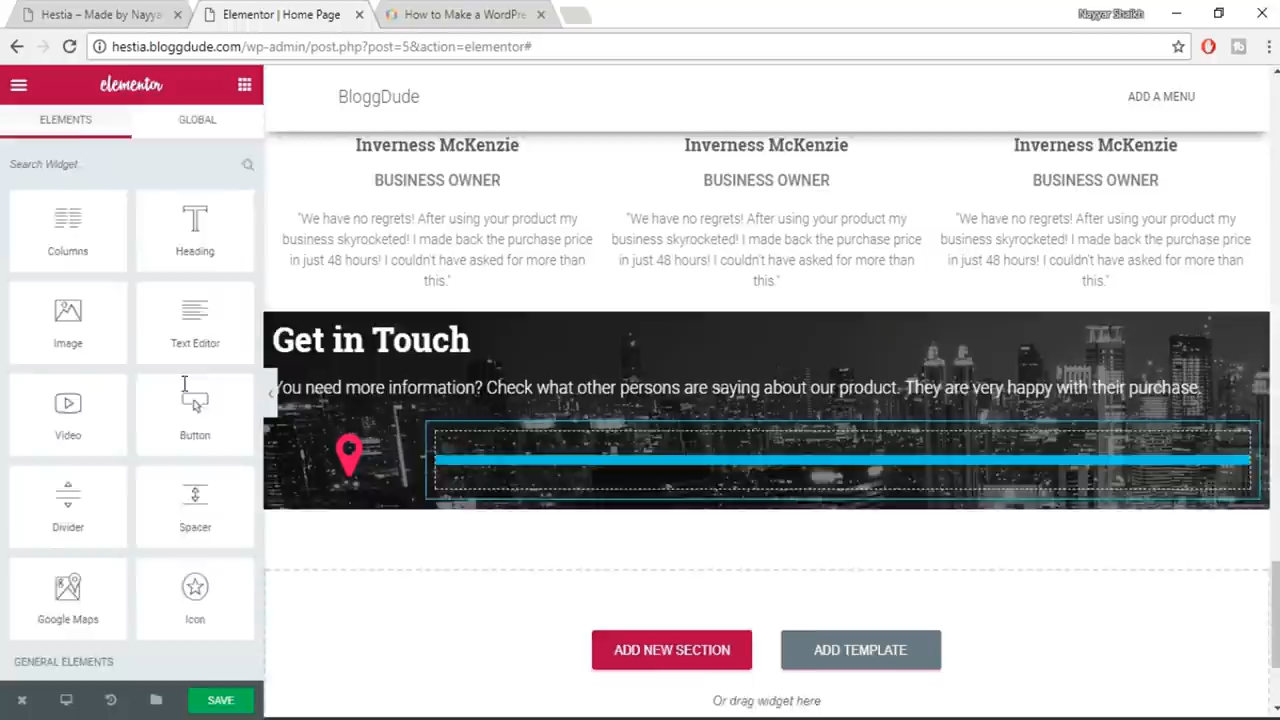 Hestia – Made by Nayya
Elementor | Home Page
How to Make a WordPre
Nayyar Shaikh
hestia.bloggdude.com/wp-admin/post.php?post=5&action=elementor#
elementor
ELEMENTS
GLOBAL
Search Widget...
Columns
Heading
Image
Text Editor
Video
Button
Divider
Spacer
Google Maps
Icon
GENERAL ELEMENTS
SAVE
BloggDude
ADD A MENU
Inverness McKenzie
BUSINESS OWNER
"We have no regrets! After using your product my
business skyrocketed! I made back the purchase price
in just 48 hours! I couldn't have asked for more than
this."
Inverness McKenzie
BUSINESS OWNER
"We have no regrets! After using your product my
business skyrocketed! I made back the purchase price
in just 48 hours! I couldn't have asked for more than
this."
Inverness McKenzie
BUSINESS OWNER
"We have no regrets! After using your product my
business skyrocketed! I made back the purchase price
in just 48 hours! I couldn't have asked for more than
this."
Get in Touch
You need more information? Check what other persons are saying about our product. They are very happy with their purchase.
ADD NEW SECTION
ADD TEMPLATE
Or drag widget here